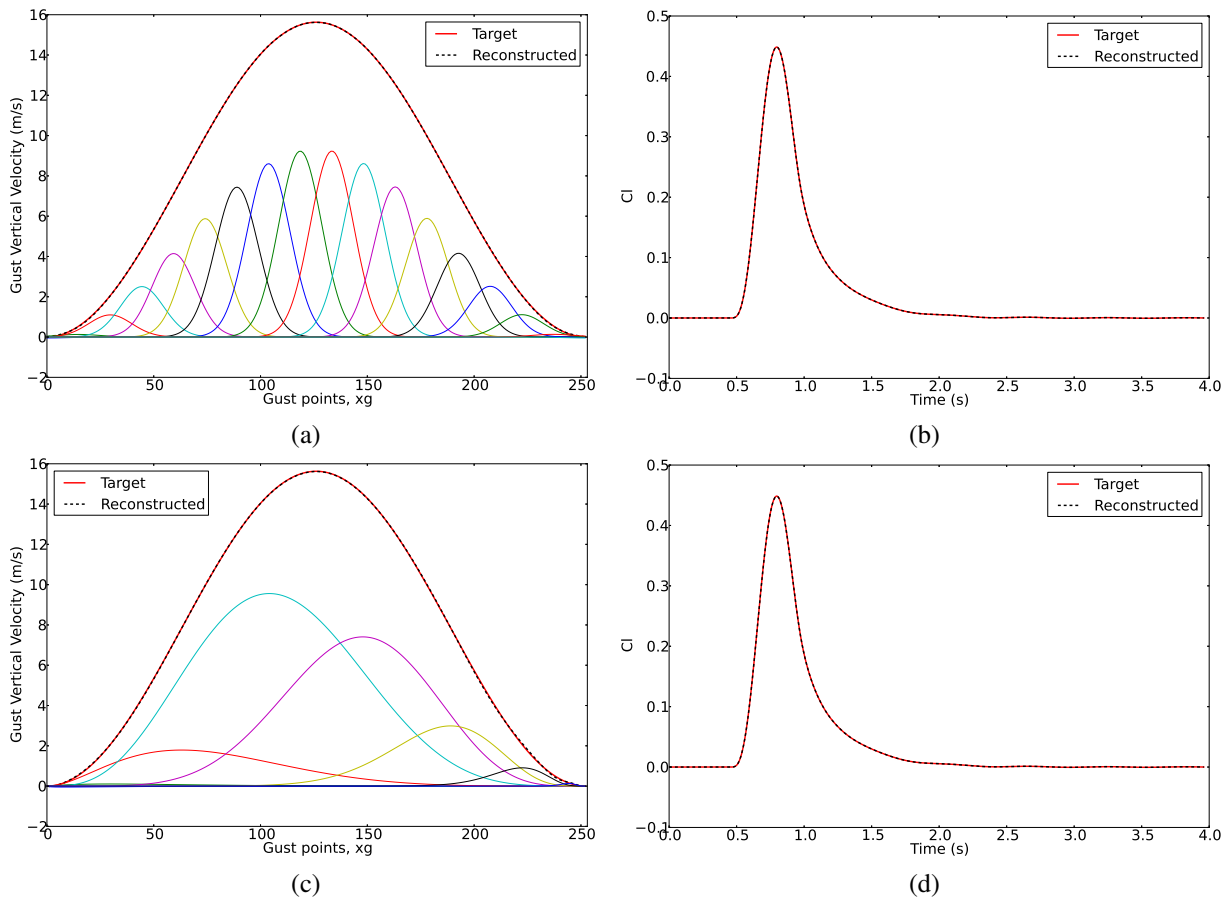 16
14
12
10
8
6
4
2
0
−2
Gust Vertical Velocity (m/s)
Target
Reconstructed
0 50 100 150 200 250
Gust points, xg
(a)
0.5
0.4
0.3
0.2
0.1
0.0
−0.1
Cl
Target
Reconstructed
0.0 0.5 1.0 1.5 2.0 2.5 3.0 3.5 4.0
Time (s)
(b)
16
14
12
10
8
6
4
2
0
−2
Gust Vertical Velocity (m/s)
Target
Reconstructed
0 50 100 150 200 250
Gust points, xg
(c)
0.5
0.4
0.3
0.2
0.1
0.0
−0.1
Cl
Target
Reconstructed
0.0 0.5 1.0 1.5 2.0 2.5 3.0 3.5 4.0
Time (s)
(d)